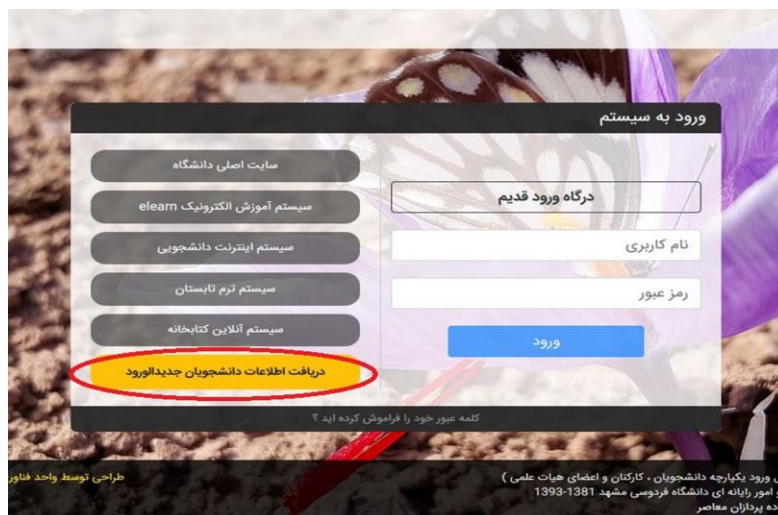 ورود به سیستم
درگاه ورود قدیم
نام کاربری
رمز عبور
ورود
سایت اصلی دانشگاه
سیستم آموزش الکترونیک elearn
سیستم اینترنت دانشجویی
سیستم ترم تابستان
سیستم آنلاین کتابخانه
دریافت اطلاعات دانشجویان جدیدالورود
کلمه عبور خود را فراموش کرده اید ؟
ورود یکپارچه دانشجویان ، کارکنان و اعضای هیات علمی )
و امور رایانه ای دانشگاه فردوسی مشهد 1381-1393
پردازان معاصر
طراحی توسط واحد فناور